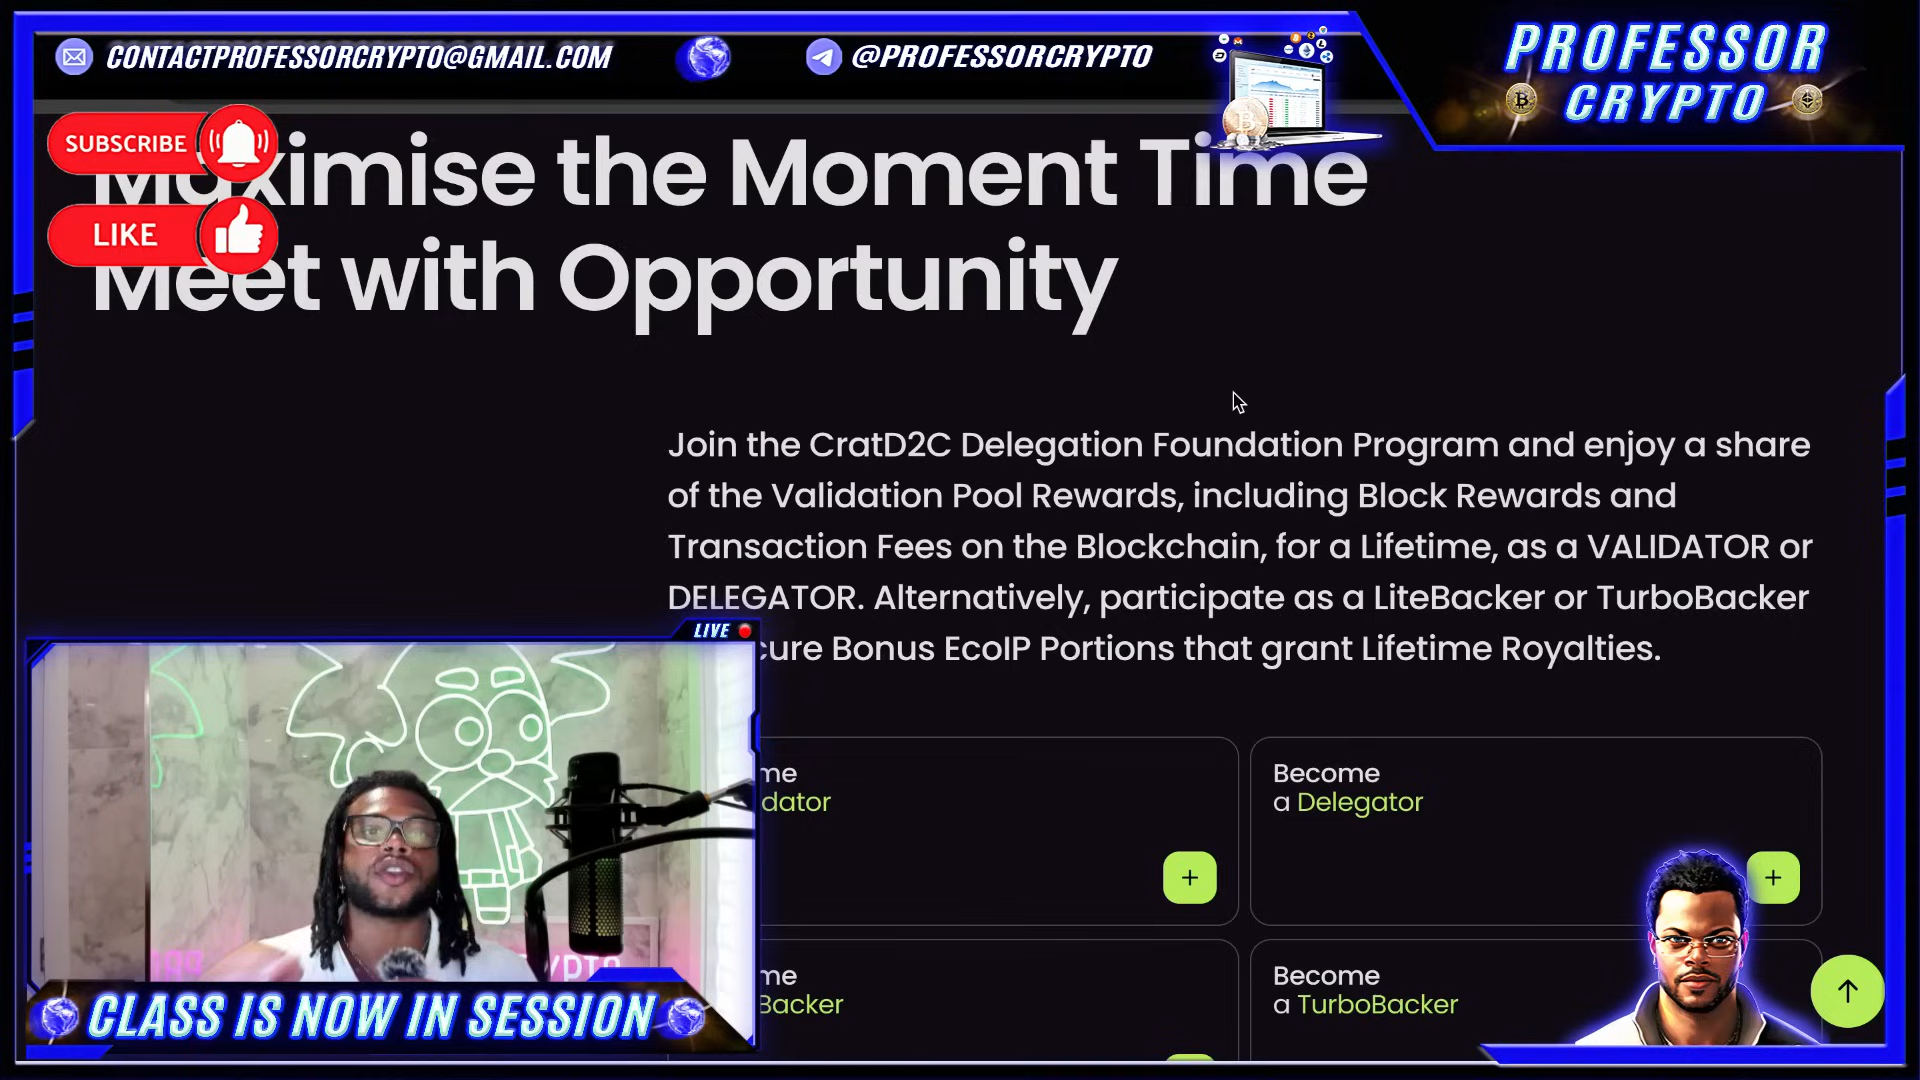 CONTACTPROFESSORCRYPTO@GMAIL.COM
@PROFESSORCRYPTO
PROFESSOR
CRYPTO
SUBSCRIBE
LIKE
Maximise the Moment Time
Meet with Opportunity
Join the CratD2C Delegation Foundation Program and enjoy a share
of the Validation Pool Rewards, including Block Rewards and
Transaction Fees on the Blockchain, for a Lifetime, as a VALIDATOR or
DELEGATOR. Alternatively, participate as a LiteBacker or TurboBacker
cure Bonus EcoIP Portions that grant Lifetime Royalties.
LIVE
me
dator
Become
a Delegator
me
Backer
Become
a TurboBacker
CLASS IS NOW IN SESSION